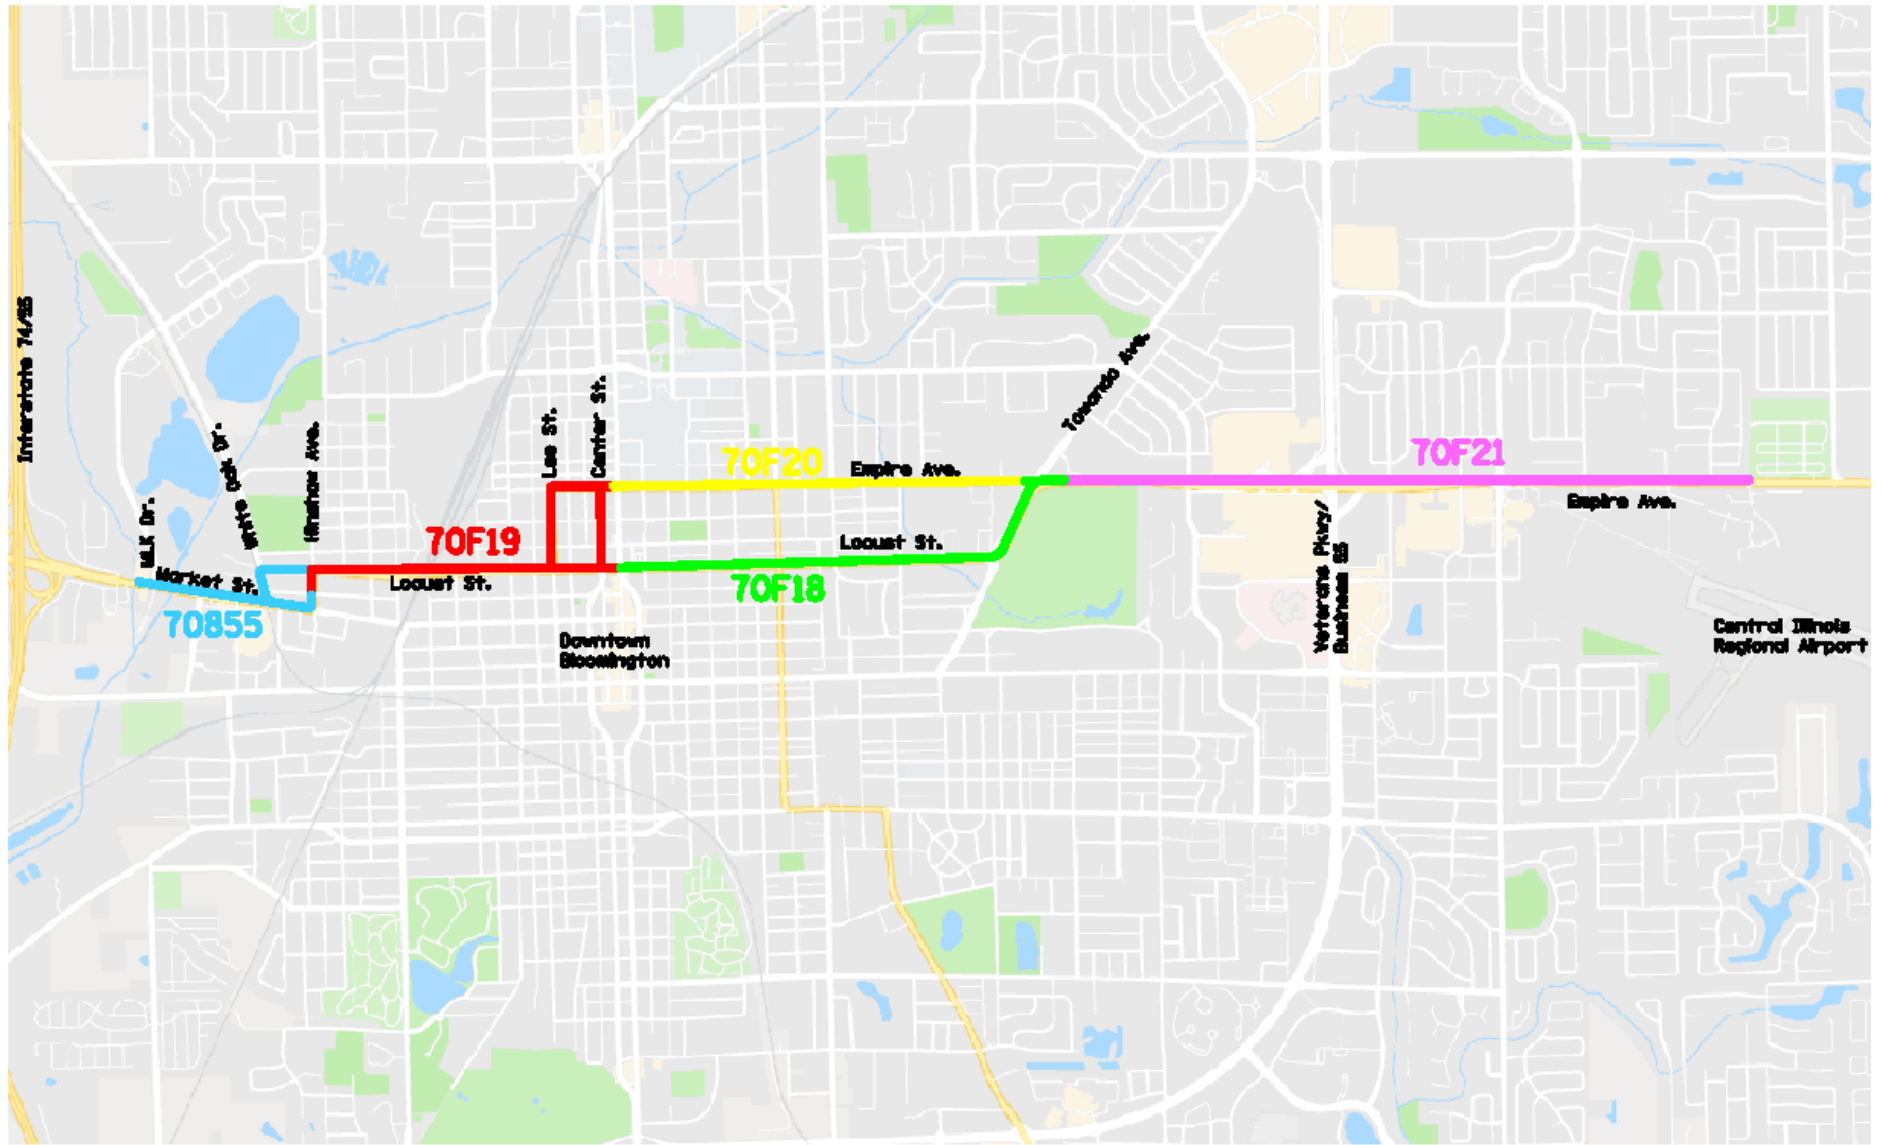 Interstate 74/55
MLK Dr.
White Oak Dr.
Hinshaw Ave.
Market St.
70855
70F19
Locust St.
Lee St.
Center St.
70F20
Empire Ave.
Locust St.
70F18
Downtown
Bloomington
Towanda Ave.
70F21
Empire Ave.
Veterans Pkwy/
Business 55
Central Illinois
Regional Airport